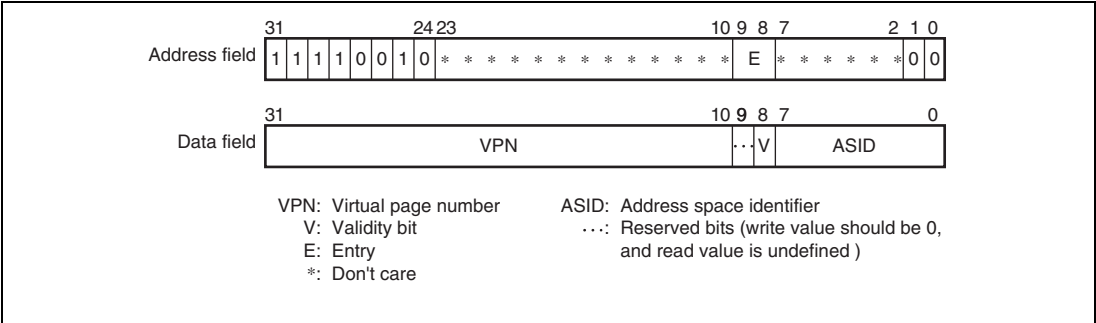 31 24 23 10 9 8 7 2 1 0
Address field 1 1 1 1 0 0 1 0 * * * * * * * * * * * * * * E * * * * * * 0 0
31 10 9 8 7 0
Data field VPN ... V ASID
VPN: Virtual page number ASID: Address space identifier
V: Validity bit ...: Reserved bits (write value should be 0,
E: Entry and read value is undefined )
*: Don't care